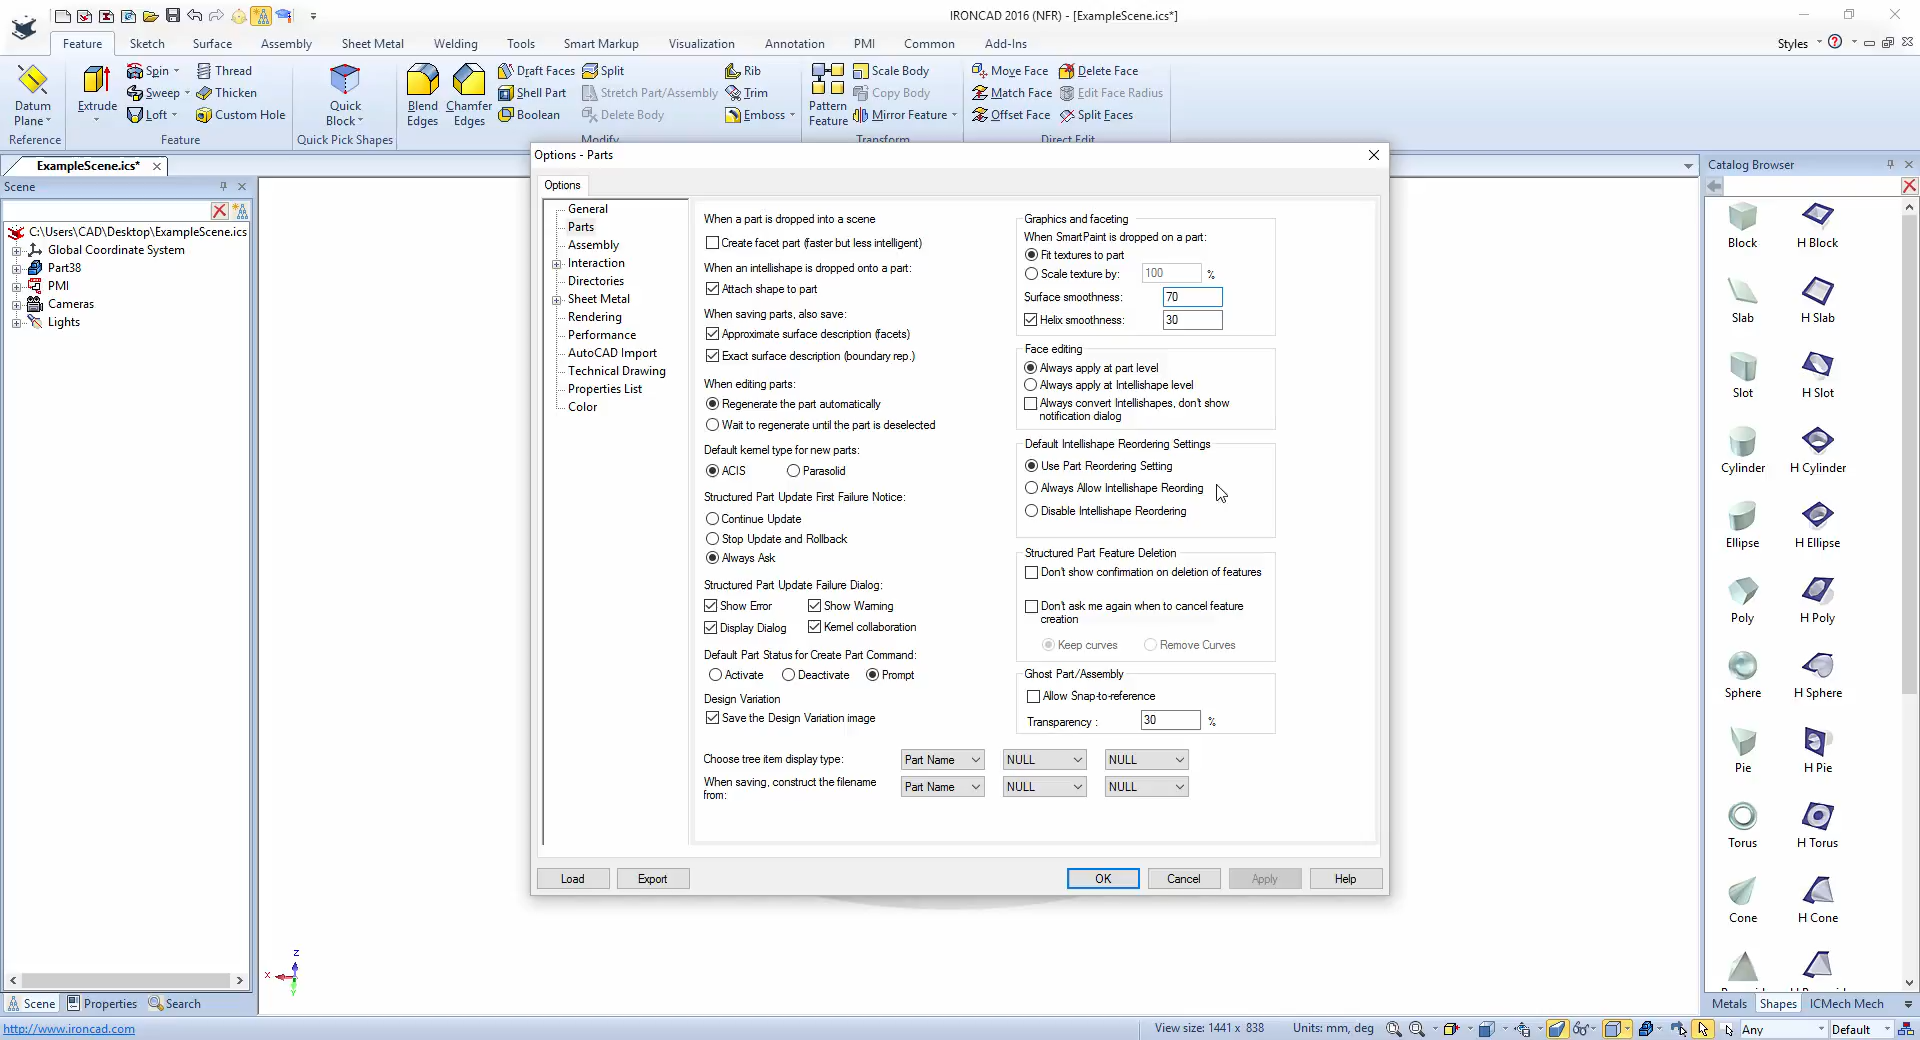 IRONCAD 2016 (NFR) - [ExampleScene.ics*]
Feature Sketch Surface Assembly Sheet Metal Welding Tools Smart Markup Visualization Annotation PMI Common Add-Ins Styles
Datum Plane
Reference
Extrude
Spin
Sweep
Loft
Thread
Thicken
Custom Hole
Feature
Quick Block
Quick Pick Shapes
Blend Edges
Chamfer Edges
Draft Faces
Shell Part
Boolean
Split
Stretch Part/Assembly
Delete Body
Rib
Trim
Emboss
Modify
Pattern Feature
Scale Body
Copy Body
Mirror Feature
Transform
Move Face
Match Face
Offset Face
Delete Face
Edit Face Radius
Split Faces
Direct Edit
ExampleScene.ics*
Scene
C:\Users\CAD\Desktop\ExampleScene.ics
Global Coordinate System
Part38
PMI
Cameras
Lights
Options - Parts
Options
General
Parts
Assembly
Interaction
Directories
Sheet Metal
Rendering
Performance
AutoCAD Import
Technical Drawing
Properties List
Color
When a part is dropped into a scene
Create facet part (faster but less intelligent)
When an intellishape is dropped onto a part:
Attach shape to part
When saving parts, also save:
Approximate surface description (facets)
Exact surface description (boundary rep.)
When editing parts:
Regenerate the part automatically
Wait to regenerate until the part is deselected
Default kernel type for new parts:
ACIS Parasolid
Structured Part Update First Failure Notice:
Continue Update
Stop Update and Rollback
Always Ask
Structured Part Update Failure Dialog:
Show Error Show Warning
Display Dialog Kernel collaboration
Default Part Status for Create Part Command:
Activate Deactivate Prompt
Design Variation
Save the Design Variation image
Choose tree item display type: Part Name NULL NULL
When saving, construct the filename
from: Part Name NULL NULL
Graphics and faceting
When SmartPaint is dropped on a part:
Fit textures to part
Scale texture by: 100 %
Surface smoothness: 70
Helix smoothness: 30
Face editing
Always apply at part level
Always apply at Intellishape level
Always convert Intellishapes, don't show
notification dialog
Default Intellishape Reordering Settings
Use Part Reordering Setting
Always Allow Intellishape Reording
Disable Intellishape Reordering
Structured Part Feature Deletion
Don't show confirmation on deletion of features
Don't ask me again when to cancel feature
creation
Keep curves Remove Curves
Ghost Part/Assembly
Allow Snap-to-reference
Transparency : 30 %
Load Export OK Cancel Apply Help
Catalog Browser
Block H Block
Slab H Slab
Slot H Slot
Cylinder H Cylinder
Ellipse H Ellipse
Poly H Poly
Sphere H Sphere
Pie H Pie
Torus H Torus
Cone H Cone
Metals Shapes ICMech Mech
Z
X
Y
Scene Properties Search
http://www.ironcad.com
View size: 1441 x 838 Units: mm, deg Any Default